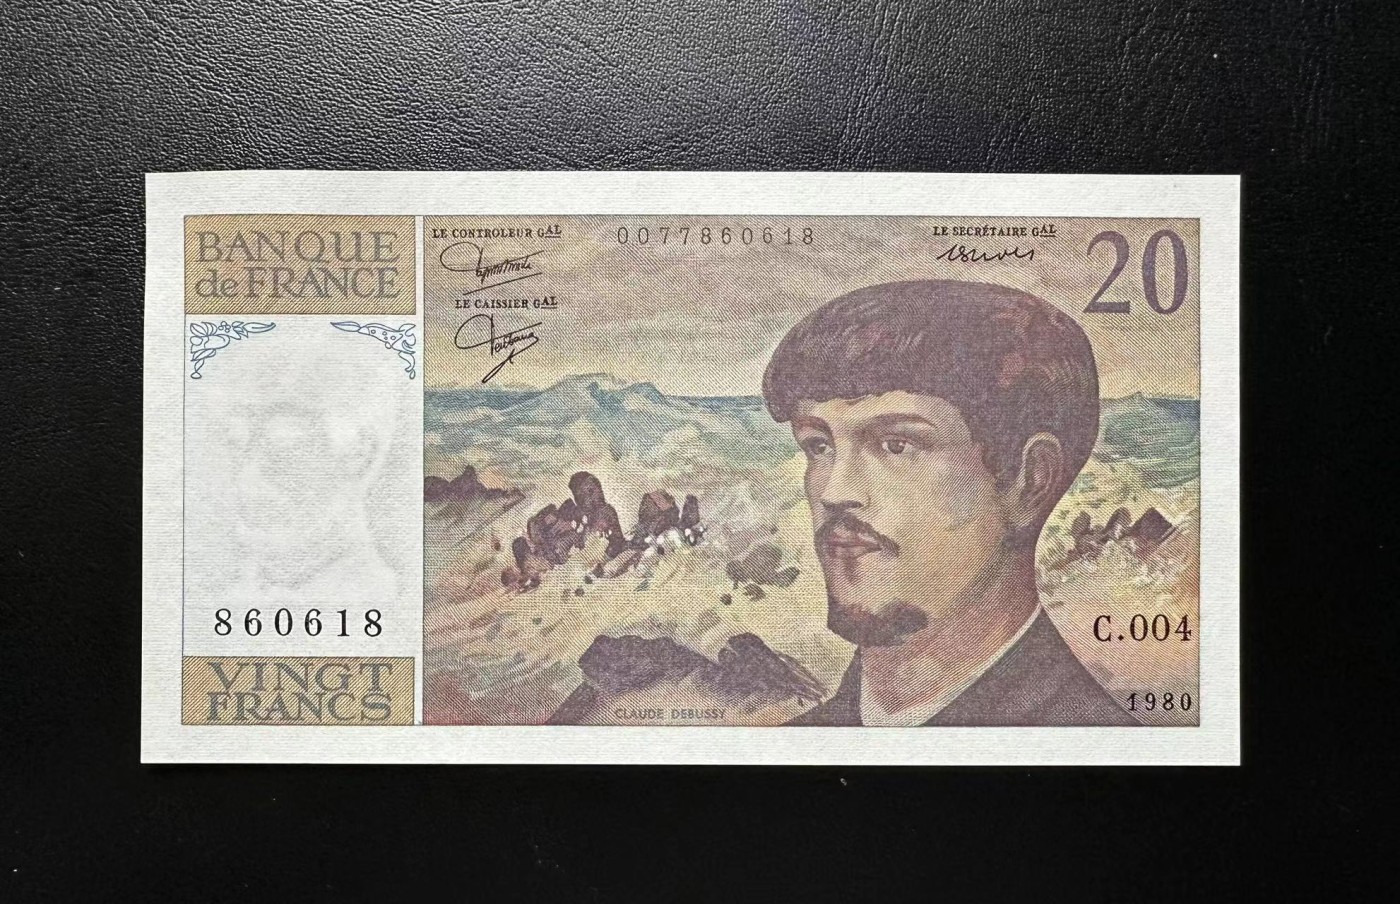 BANQUE
de FRANCE
LE CONTROLEUR GAL
0077860618
LE SECRÉTAIRE GAL
20
LE CAISSIER GAL
860618
C.004
VINGT
FRANCS
1980
CLAUDE DEBUSSY